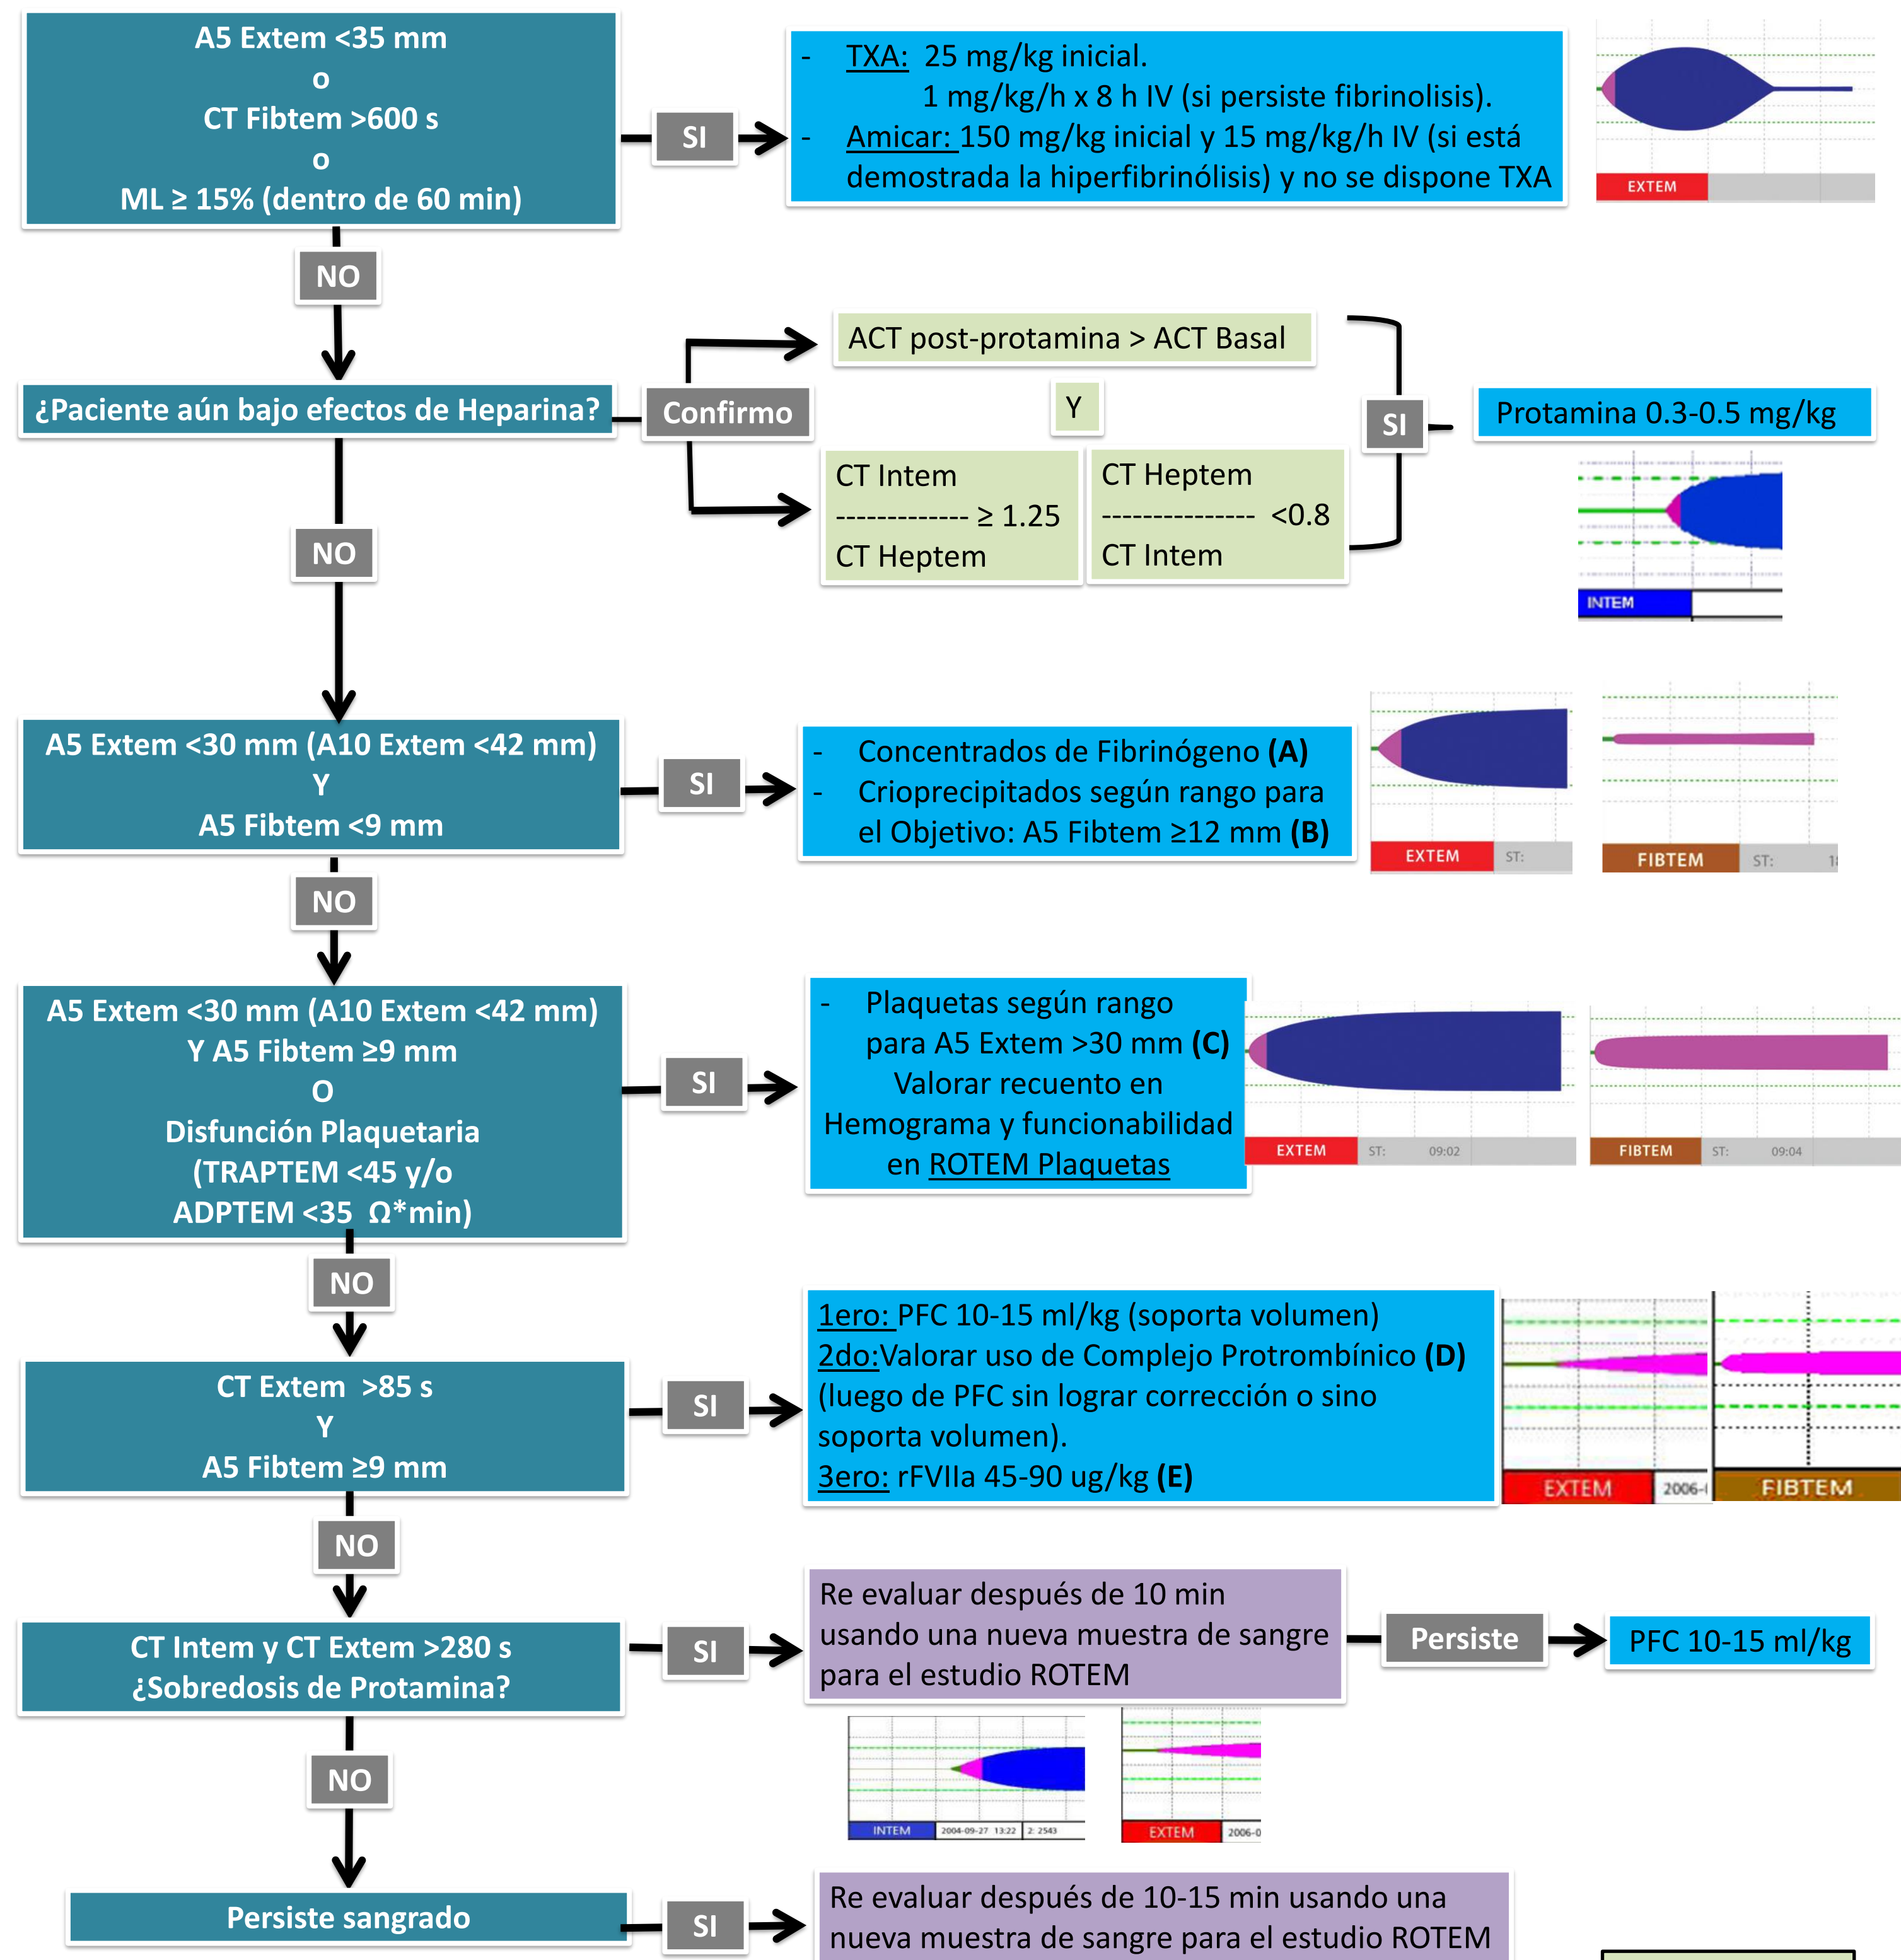 A5 Extem <35 mm
o
CT Fibtem >600 s
o
ML ≥ 15% (dentro de 60 min)
SI
- TXA: 25 mg/kg inicial.
1 mg/kg/h x 8 h IV (si persiste fibrinolisis).
- Amicar: 150 mg/kg inicial y 15 mg/kg/h IV (si está
demostrada la hiperfibrinólisis) y no se dispone TXA
EXTEM
NO
¿Paciente aún bajo efectos de Heparina?
Confirmo
ACT post-protamina > ACT Basal
Y
CT Intem
------------- ≥ 1.25
CT Heptem
CT Heptem
--------------- <0.8
CT Intem
SI
Protamina 0.3-0.5 mg/kg
INTEM
NO
A5 Extem <30 mm (A10 Extem <42 mm)
Y
A5 Fibtem <9 mm
SI
- Concentrados de Fibrinógeno (A)
- Crioprecipitados según rango para
el Objetivo: A5 Fibtem ≥12 mm (B)
EXTEM ST:
FIBTEM ST: 18
NO
A5 Extem <30 mm (A10 Extem <42 mm)
Y A5 Fibtem ≥9 mm
O
Disfunción Plaquetaria
(TRAPTEM <45 y/o
ADPTEM <35 Ω*min)
SI
- Plaquetas según rango
para A5 Extem >30 mm (C)
Valorar recuento en
Hemograma y funcionabilidad
en ROTEM Plaquetas
EXTEM ST: 09:02
FIBTEM ST: 09:04
NO
CT Extem >85 s
Y
A5 Fibtem ≥9 mm
SI
1ero: PFC 10-15 ml/kg (soporta volumen)
2do:Valorar uso de Complejo Protrombínico (D)
(luego de PFC sin lograr corrección o sino
soporta volumen).
3ero: rFVIIa 45-90 ug/kg (E)
EXTEM 2006-
FIBTEM
NO
CT Intem y CT Extem >280 s
¿Sobredosis de Protamina?
SI
Re evaluar después de 10 min
usando una nueva muestra de sangre
para el estudio ROTEM
Persiste
PFC 10-15 ml/kg
INTEM 2004-09-27 13:22 2: 2543
EXTEM 2006-0
NO
Persiste sangrado
SI
Re evaluar después de 10-15 min usando una
nueva muestra de sangre para el estudio ROTEM